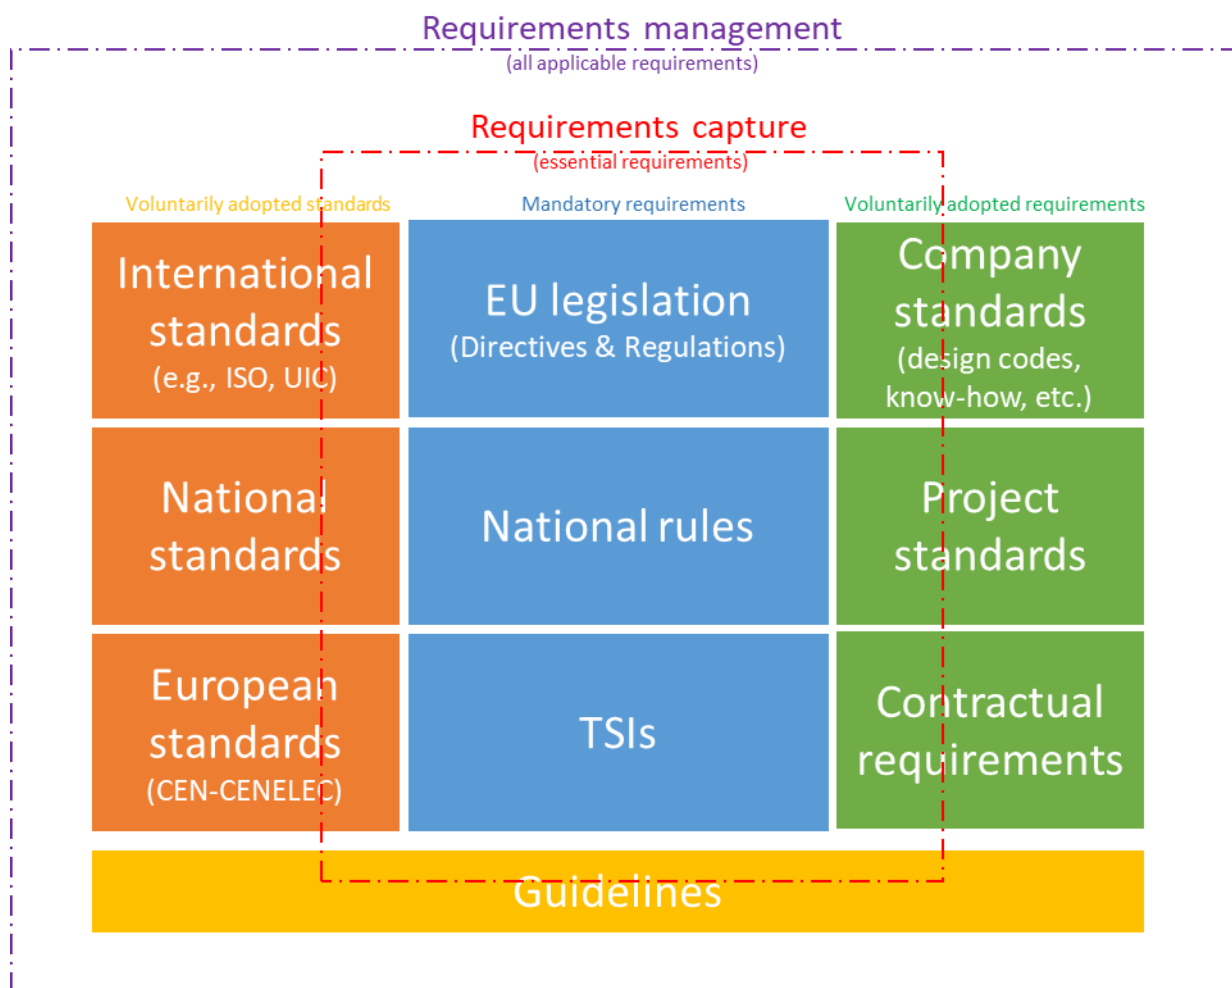 Requirements management
(all applicable requirements)
Requirements capture
(essential requirements)
Voluntarily adopted standards
Mandatory requirements
Voluntarily adopted requirements
International
standards
(e.g., ISO, UIC)
EU legislation
(Directives & Regulations)
Company
standards
(design codes,
know-how, etc.)
National
standards
National rules
Project
standards
European
standards
(CEN-CENELEC)
TSIs
Contractual
requirements
Guidelines